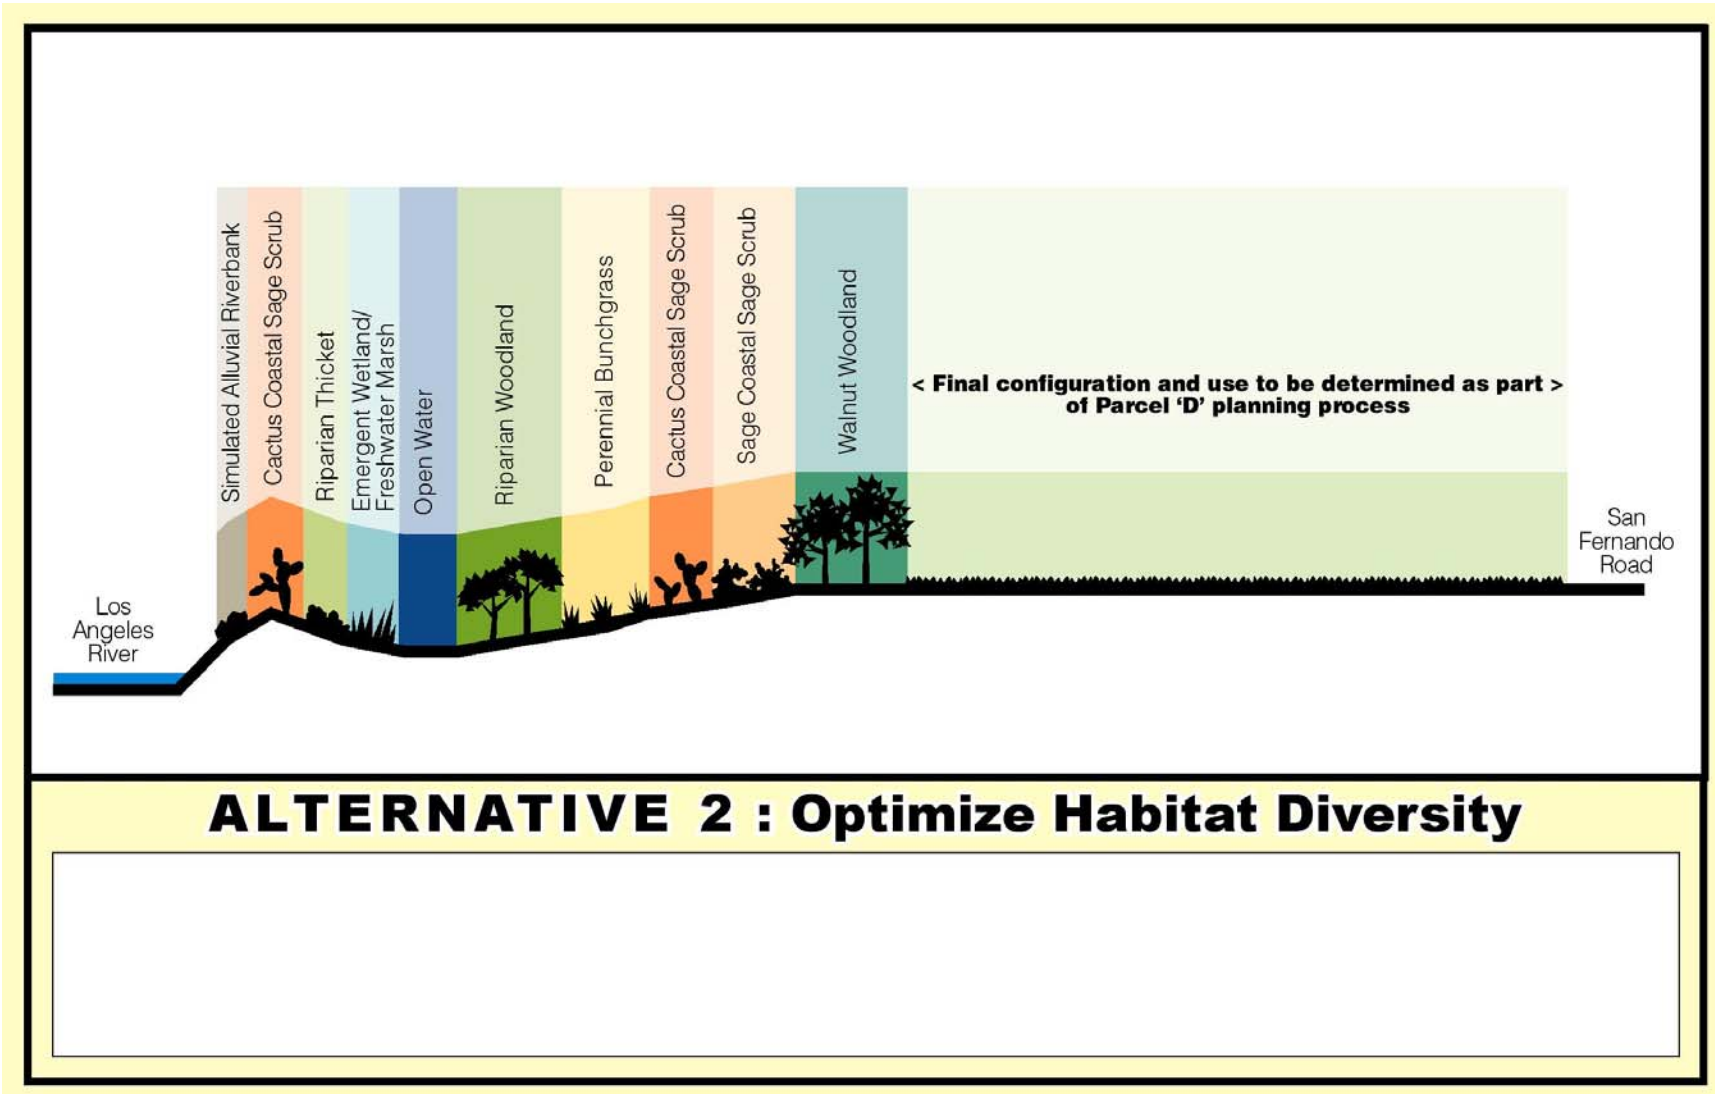 Los
Angeles
River
Simulated Alluvial Riverbank
Cactus Coastal Sage Scrub
Riparian Thicket
Emergent Wetland/
Freshwater Marsh
Open Water
Riparian Woodland
Perennial Bunchgrass
Cactus Coastal Sage Scrub
Sage Coastal Sage Scrub
Walnut Woodland
< Final configuration and use to be determined as part >
of Parcel ‘D’ planning process
San
Fernando
Road
ALTERNATIVE 2 : Optimize Habitat Diversity